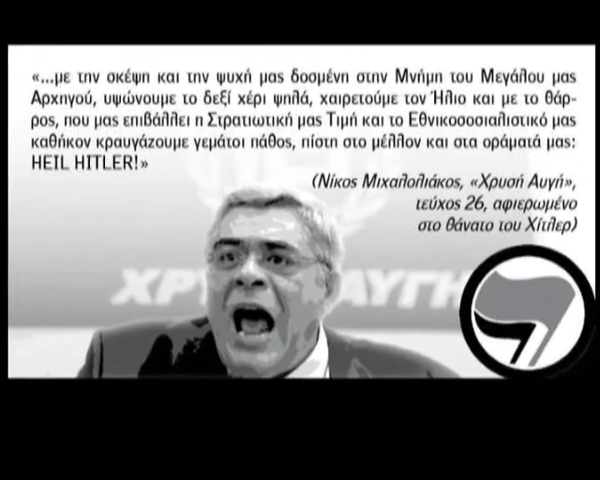 «...με την σκέψη και την ψυχή μας δοσμένη στην Μνήμη του Μεγάλου μας
Αρχηγού, υψώνουμε το δεξί χέρι ψηλά, χαιρετούμε τον Ήλιο και με το θάρ-
ρος, που μας επιβάλλει η Στρατιωτική μας Τιμή και το Εθνικοσοσιαλιστικό μας
καθήκον κραυγάζουμε γεμάτοι πάθος, πίστη στο μέλλον και στα οράματά μας:
HEIL HITLER!»
(Νίκος Μιχαλολιάκος, «Χρυσή Αυγή»,
τεύχος 26, αφιερωμένο
στο θάνατο του Χίτλερ)
ΧΡ ΑΥΓΗ